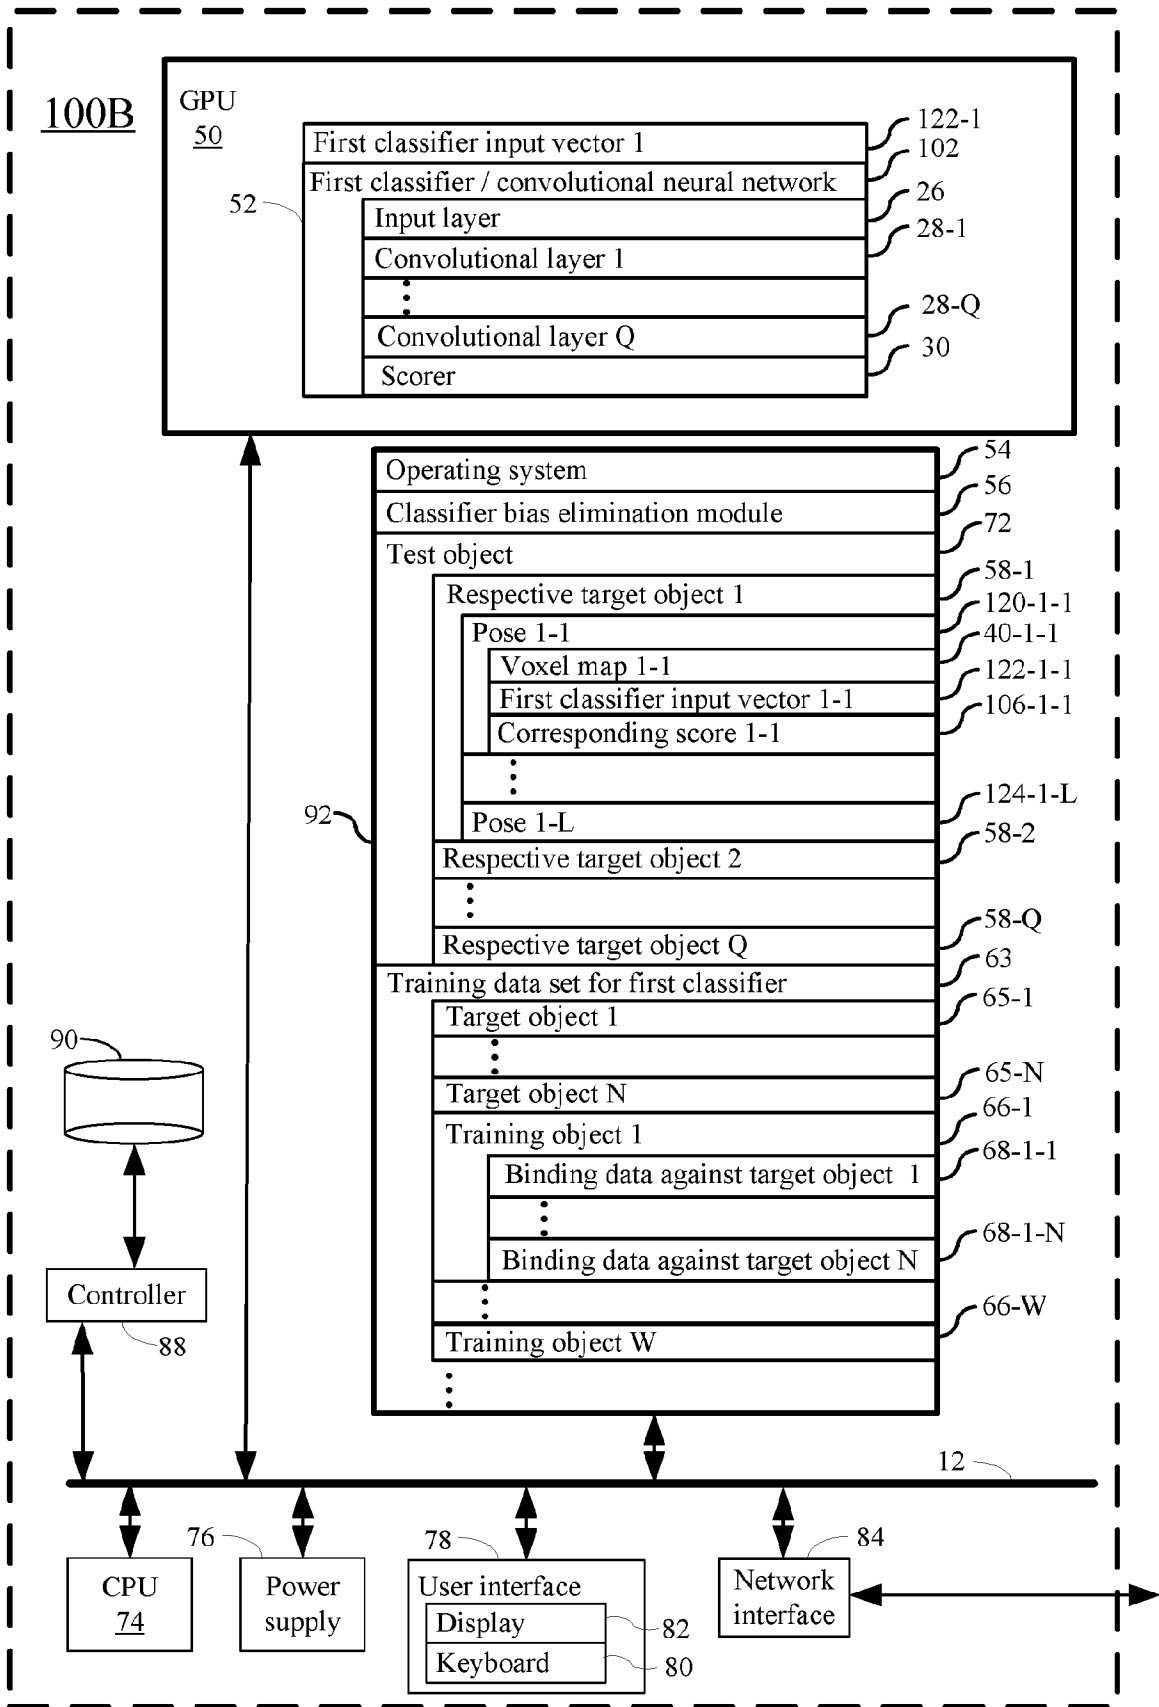 100B
GPU
50
First classifier input vector 1
122-1
First classifier / convolutional neural network
102
52
Input layer
26
Convolutional layer 1
28-1
Convolutional layer Q
28-Q
Scorer
30
Operating system
54
Classifier bias elimination module
56
Test object
72
Respective target object 1
58-1
Pose 1-1
120-1-1
Voxel map 1-1
40-1-1
First classifier input vector 1-1
122-1-1
Corresponding score 1-1
106-1-1
92
Pose 1-L
124-1-L
Respective target object 2
58-2
Respective target object Q
58-Q
Training data set for first classifier
63
Target object 1
65-1
90
Target object N
65-N
Training object 1
66-1
Binding data against target object 1
68-1-1
Binding data against target object N
68-1-N
Controller
88
Training object W
66-W
12
CPU
74
76
Power
supply
78
User interface
Display
82
Keyboard
80
84
Network
interface